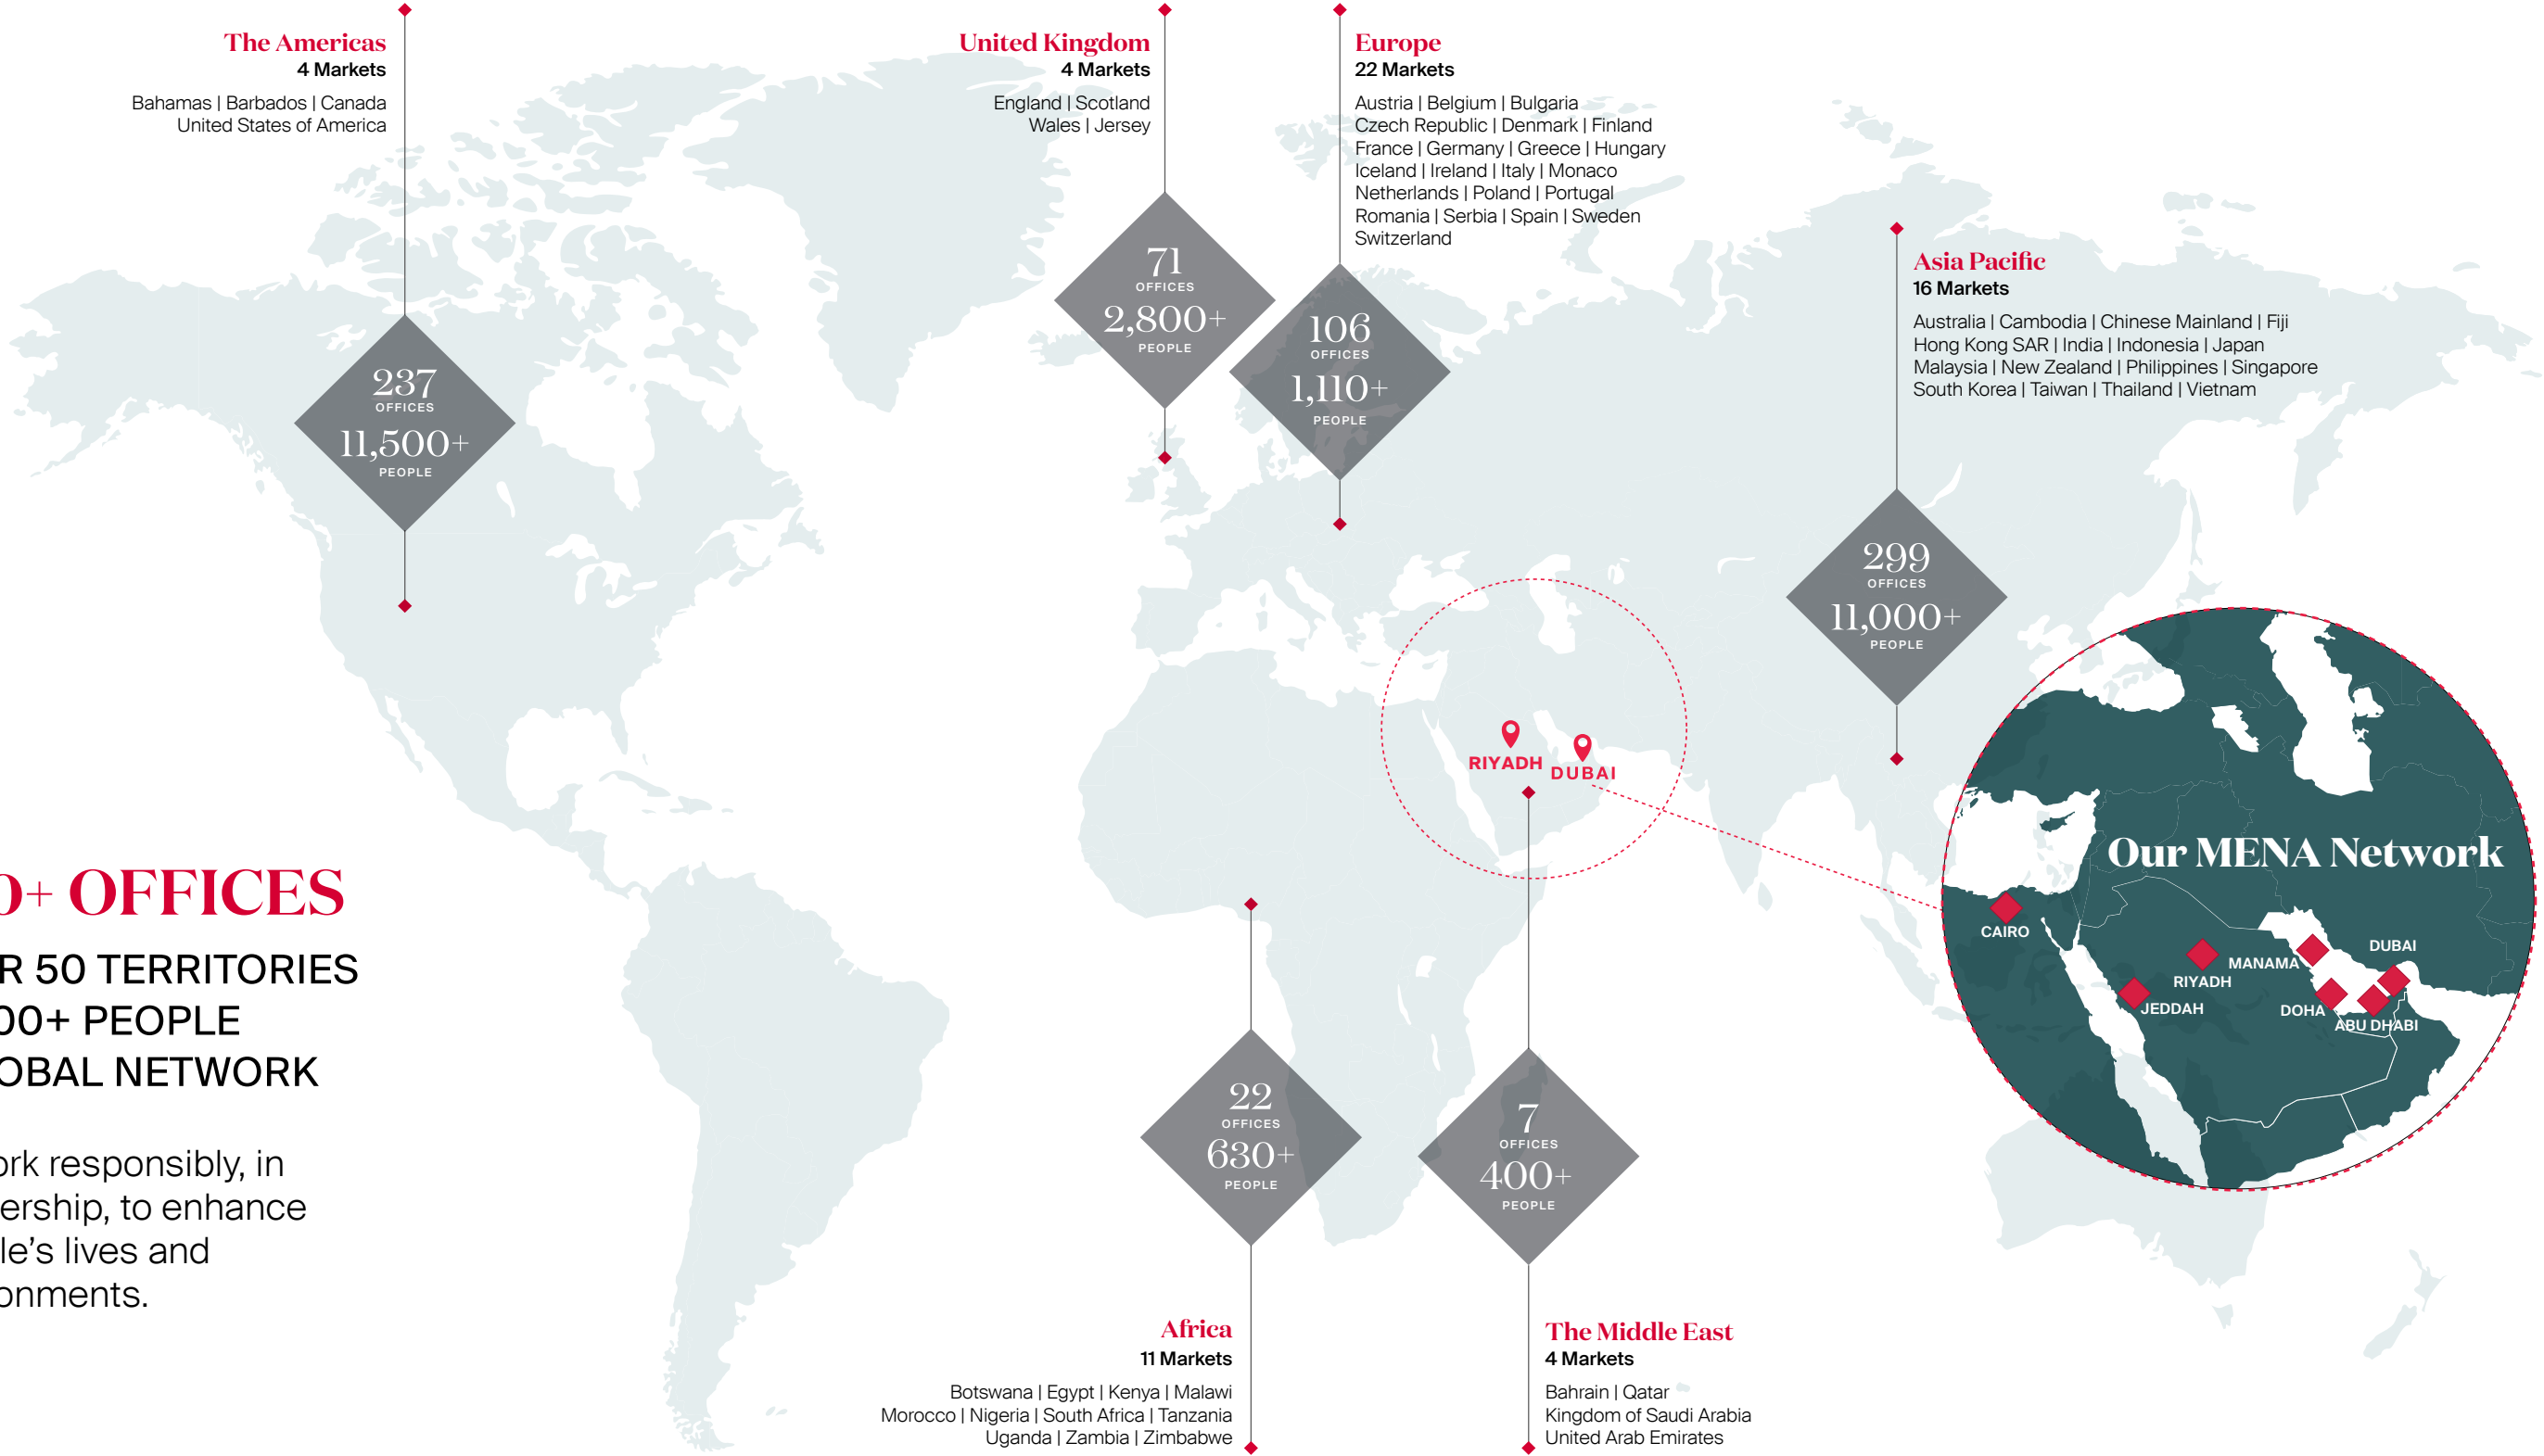 The Americas
4 Markets
Bahamas | Barbados | Canada
United States of America
237
OFFICES
11,500+
PEOPLE
United Kingdom
4 Markets
England | Scotland
Wales | Jersey
71
OFFICES
2,800+
PEOPLE
Europe
22 Markets
Austria | Belgium | Bulgaria
Czech Republic | Denmark | Finland
France | Germany | Greece | Hungary
Iceland | Ireland | Italy | Monaco
Netherlands | Poland | Portugal
Romania | Serbia | Spain | Sweden
Switzerland
106
OFFICES
1,110+
PEOPLE
Asia Pacific
16 Markets
Australia | Cambodia | Chinese Mainland | Fiji
Hong Kong SAR | India | Indonesia | Japan
Malaysia | New Zealand | Philippines | Singapore
South Korea | Taiwan | Thailand | Vietnam
299
OFFICES
11,000+
PEOPLE
RIYADH
DUBAI
Our MENA Network
CAIRO
DUBAI
MANAMA
RIYADH
JEDDAH
DOHA
ABU DHABI
0+ OFFICES
R 50 TERRITORIES
00+ PEOPLE
OBAL NETWORK
ork responsibly, in
ership, to enhance
le's lives and
onments.
22
OFFICES
630+
PEOPLE
Africa
11 Markets
Botswana | Egypt | Kenya | Malawi
Morocco | Nigeria | South Africa | Tanzania
Uganda | Zambia | Zimbabwe
7
OFFICES
400+
PEOPLE
The Middle East
4 Markets
Bahrain | Qatar
Kingdom of Saudi Arabia
United Arab Emirates